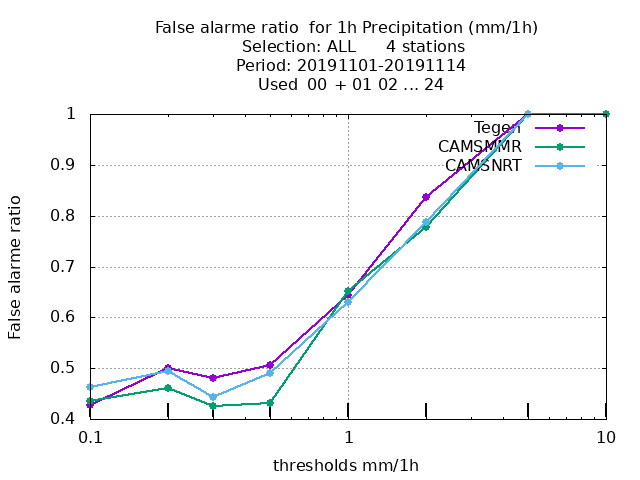 False alarme ratio  for 1h Precipitation (mm/1h)
Selection: ALL      4 stations
Period: 20191101-20191114
Used  00  + 01 02 ... 24
1
Tegen
CAMSMMR
CAMSNRT
0.9
0.8
0.7
0.6
0.5
0.4
False alarme ratio
0.1
1
10
thresholds mm/1h